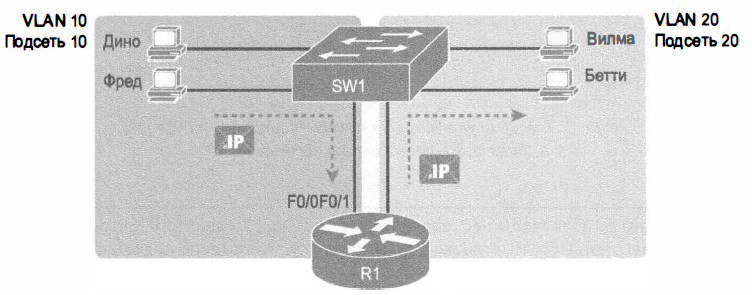 VLAN 10
Подсеть 10
Дино
Фред
SW1
VLAN 20
Подсеть 20
Вилма
Бетти
.IP
.IP
F0/0F0/1
R1